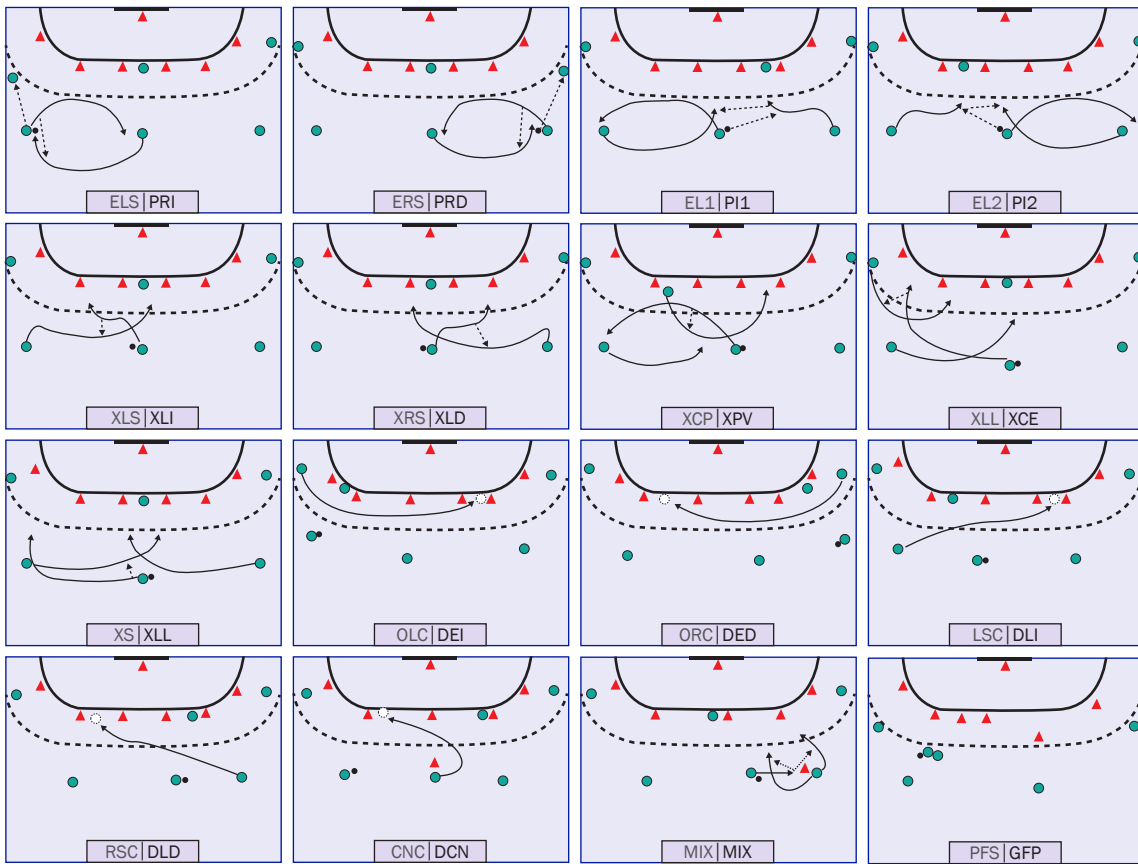 ELS|PRI
ERS|PRD
EL1|PI1
EL2|PI2
XLS|XLI
XRS|XLD
XCP|XPV
XLL|XCE
XS|XLL
OLC|DEI
ORC|DED
LSC|DLI
RSC|DLD
CNC|DCN
MIX|MIX
PFS|GFP